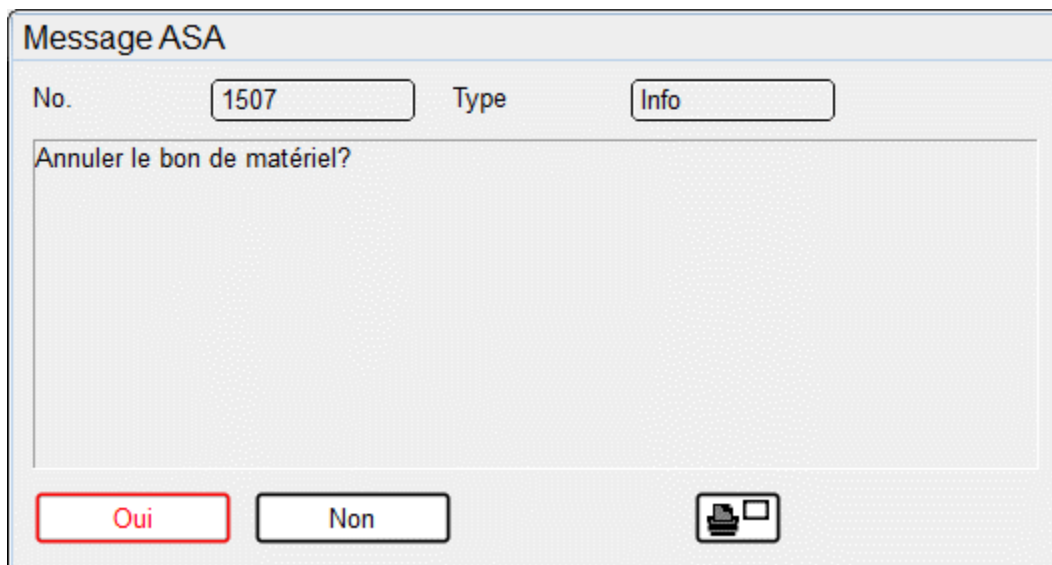 Message ASA
No. 1507 Type Info
Annuler le bon de matériel?
Oui Non